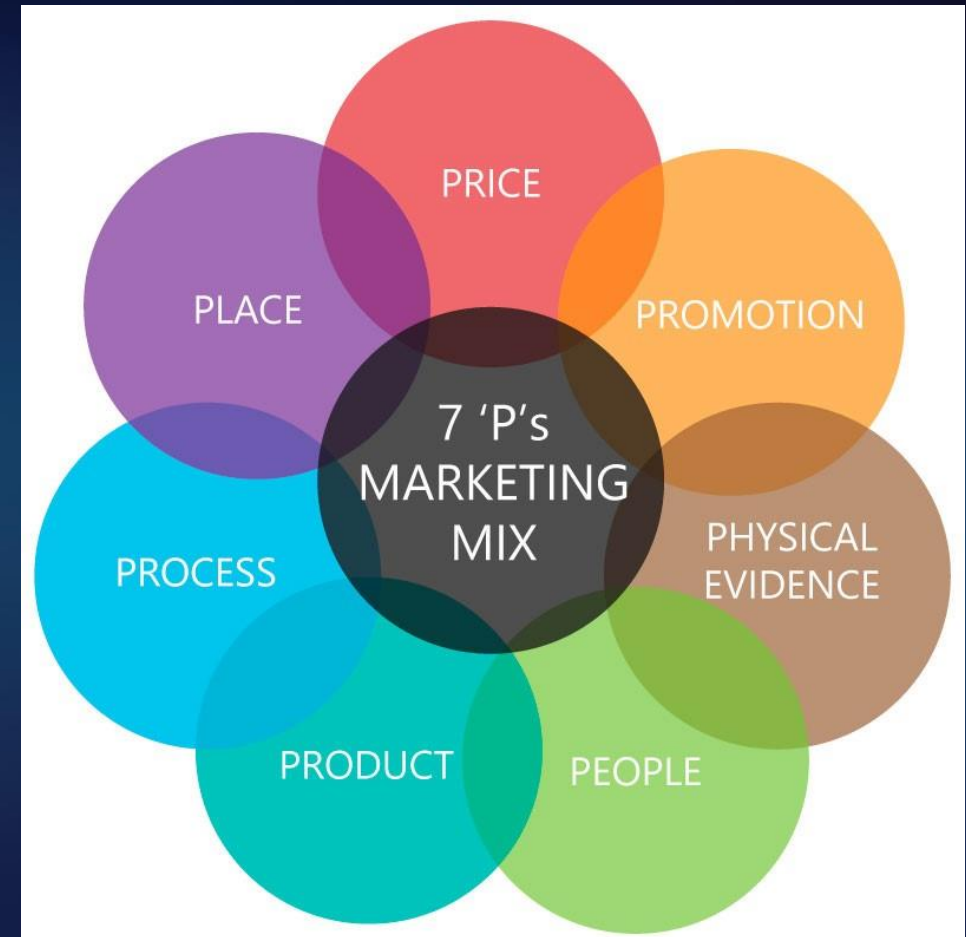 PRICE
PLACE
PROMOTION
7 ‘P’s
MARKETING
MIX
PHYSICAL
EVIDENCE
PROCESS
PRODUCT
PEOPLE